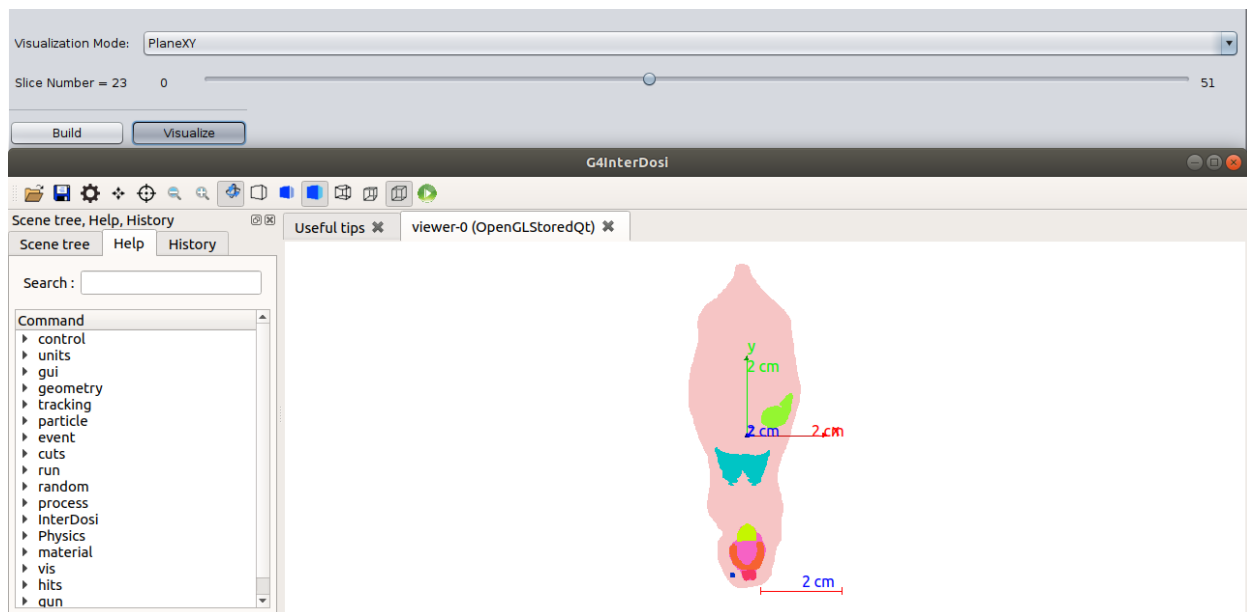 Visualization Mode: PlaneXY
Slice Number = 23 0 51
Build Visualize
G4InterDosi
Scene tree, Help, History
Useful tips viewer-0 (OpenGLStoredQt)
Scene tree Help History
Search :
Command
control
units
gui
geometry
tracking
particle
event
cuts
run
random
process
InterDosi
Physics
material
vis
hits
gun
y
2 cm
2 cm 2 cm x
2 cm